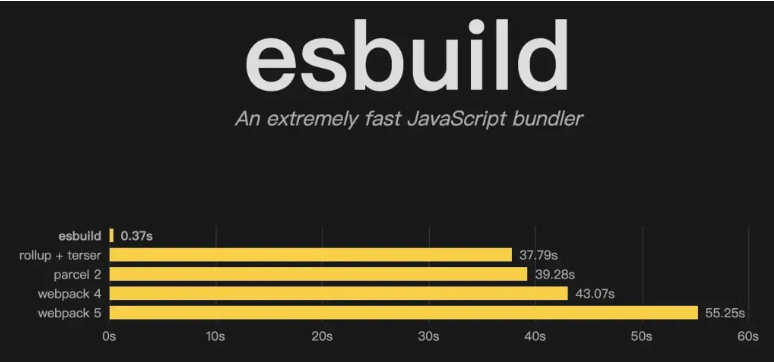 esbuild
An extremely fast JavaScript bundler
esbuild 0.37s
rollup + terser 37.79s
parcel 2 39.28s
webpack 4 43.07s
webpack 5 55.25s
0s 10s 20s 30s 40s 50s 60s